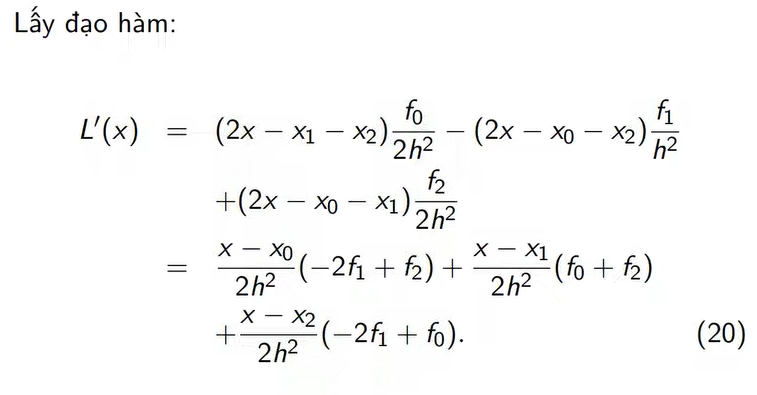 Lấy đạo hàm:
L′(x) = (2x − x₁ − x₂) f₀/2h² − (2x − x₀ − x₂) f₁/h²
+(2x − x₀ − x₁) f₂/2h²
= x − x₀/2h² (−2f₁ + f₂) + x − x₁/2h² (f₀ + f₂)
+ x − x₂/2h² (−2f₁ + f₀). (20)